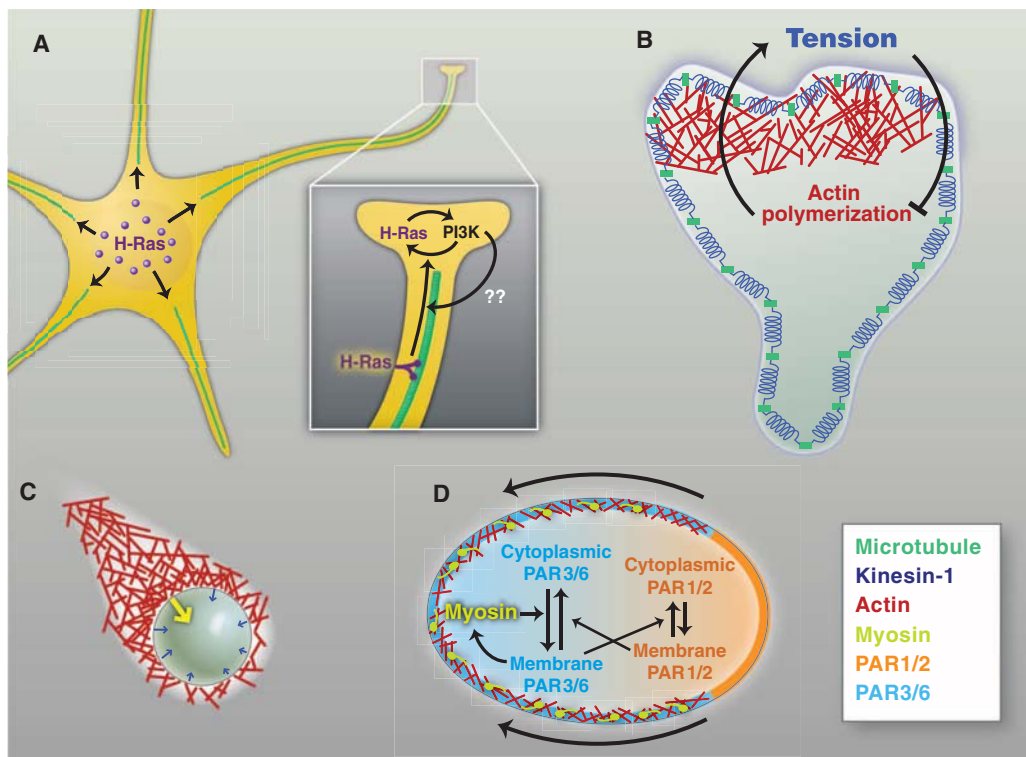 A
H-Ras
H-Ras
PI3K
??
H-Ras
B
Tension
Actin
polymerization
C
D
Cytoplasmic
PAR3/6
Cytoplasmic
PAR1/2
Myosin
Membrane
PAR3/6
Membrane
PAR1/2
Microtubule
Kinesin-1
Actin
Myosin
PAR1/2
PAR3/6